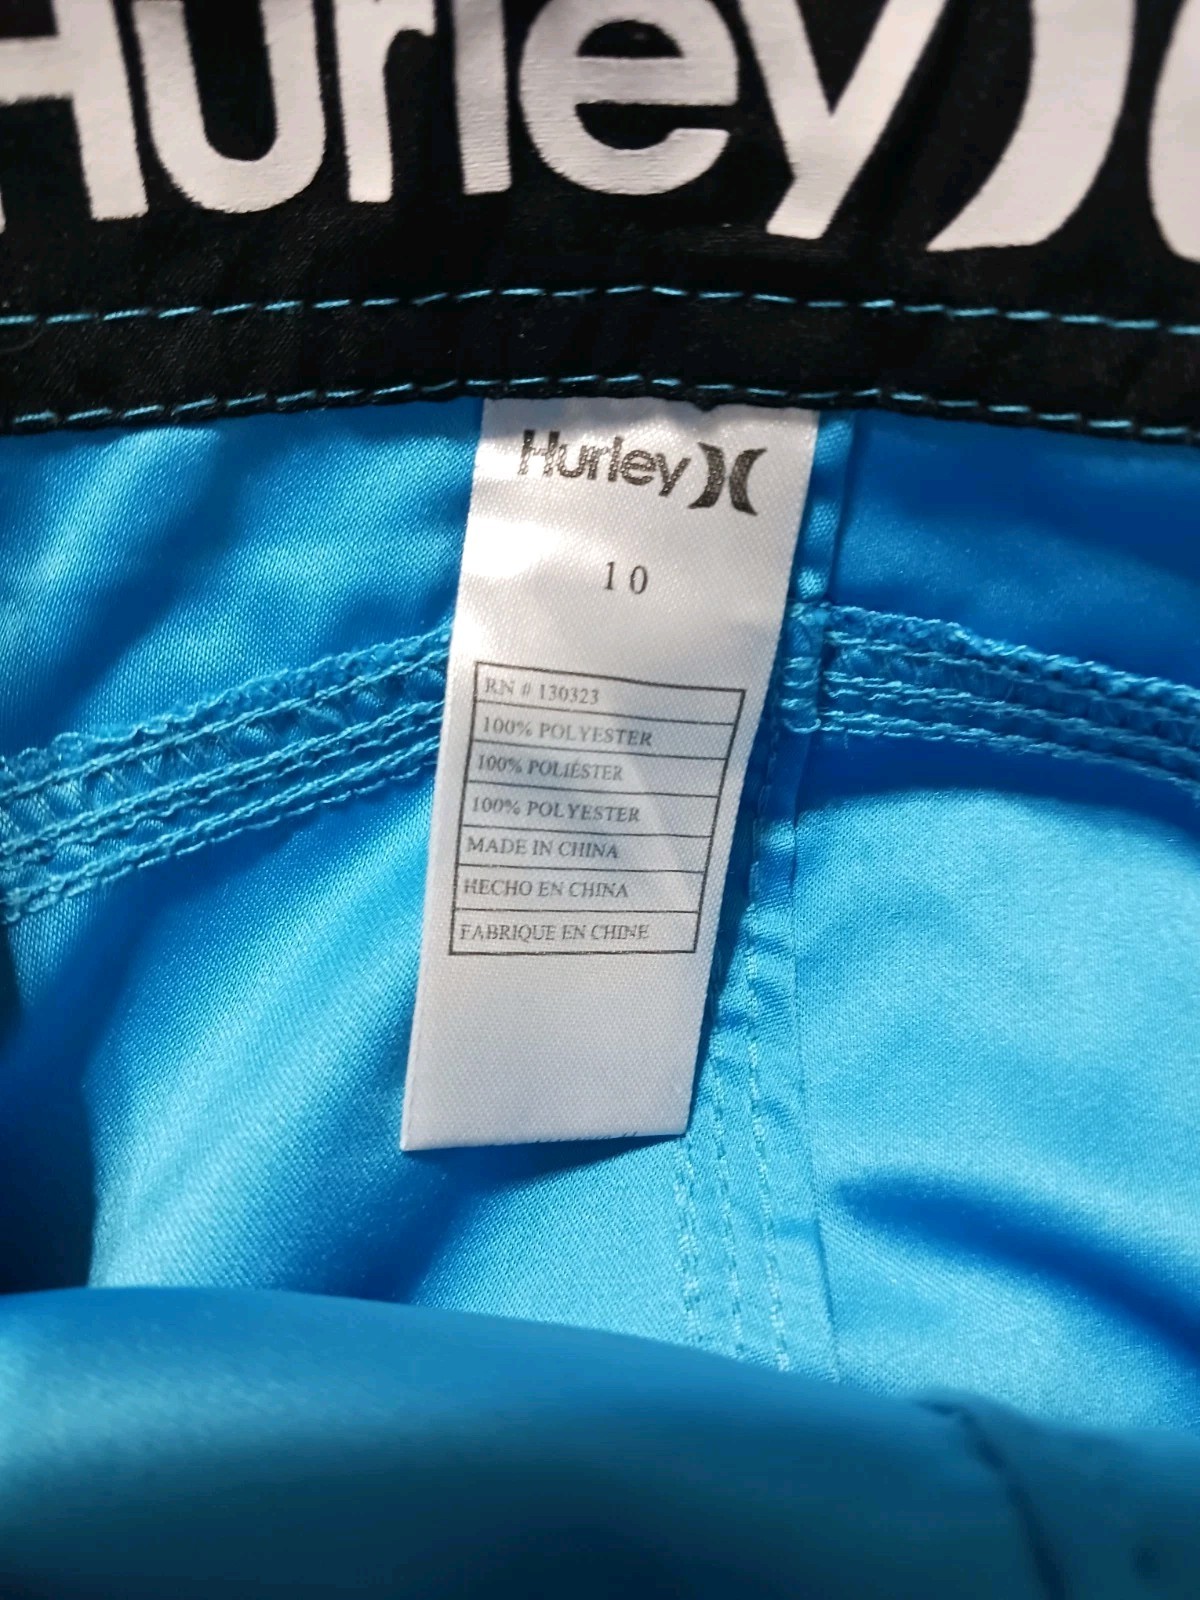 Hurley
Hurley
10
RN # 130323
100% POLYESTER
100% POLIÉSTER
100% POLYESTER
MADE IN CHINA
HECHO EN CHINA
FABRIQUE EN CHINE